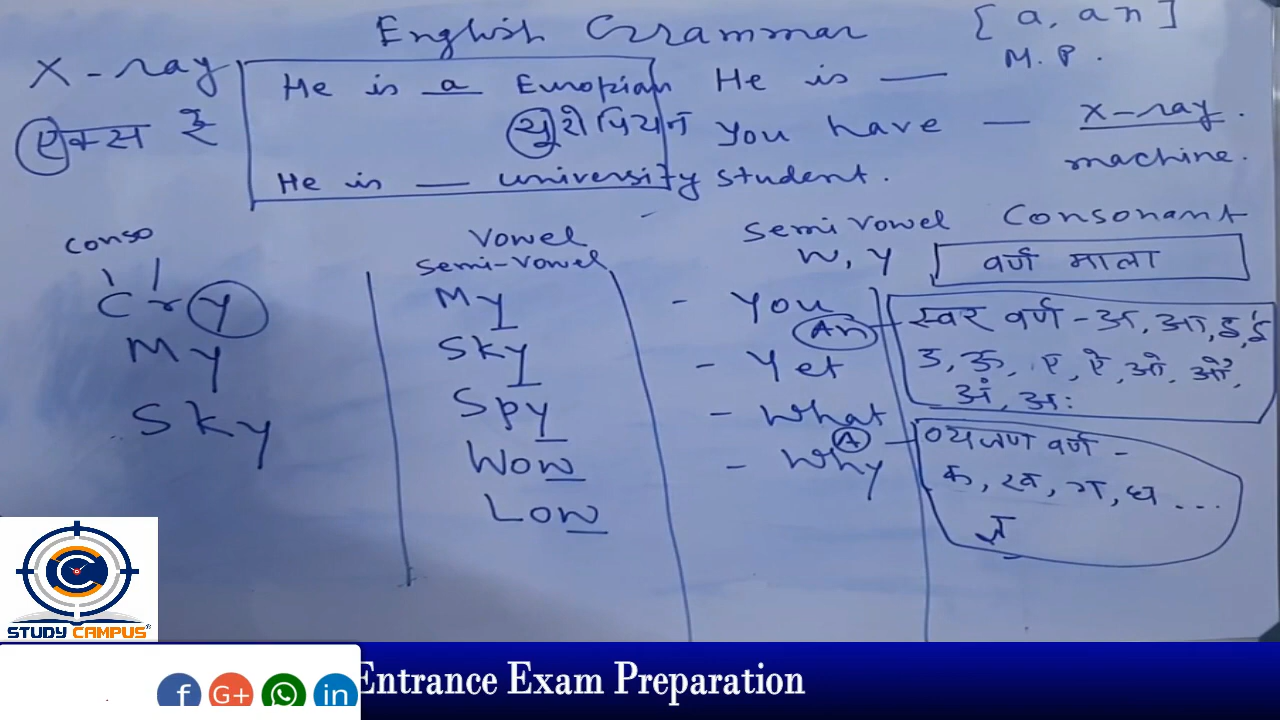 English Grammar [a, an]
M.P.
X-ray
एक्स रे
He is a Europian He is —
यूरोपियन You have — x-ray.
machine.
He is — university student.
Conso
Cry
My
Sky
Vowel
Semi-vowel
My
Sky
Spy
Wow
Low
Semi vowel
w, y
- You
- Yet
- What
- Why
Consonant
वर्ण माला
An
स्वर वर्ण - अ, आ, इ, ई
उ, ऊ, ए, ऐ, ओ, औ,
अं, अः
A
व्यजण वर्ण -
क, ख, ग, घ ...
STUDY CAMPUS®
f G+ in
Entrance Exam Preparation